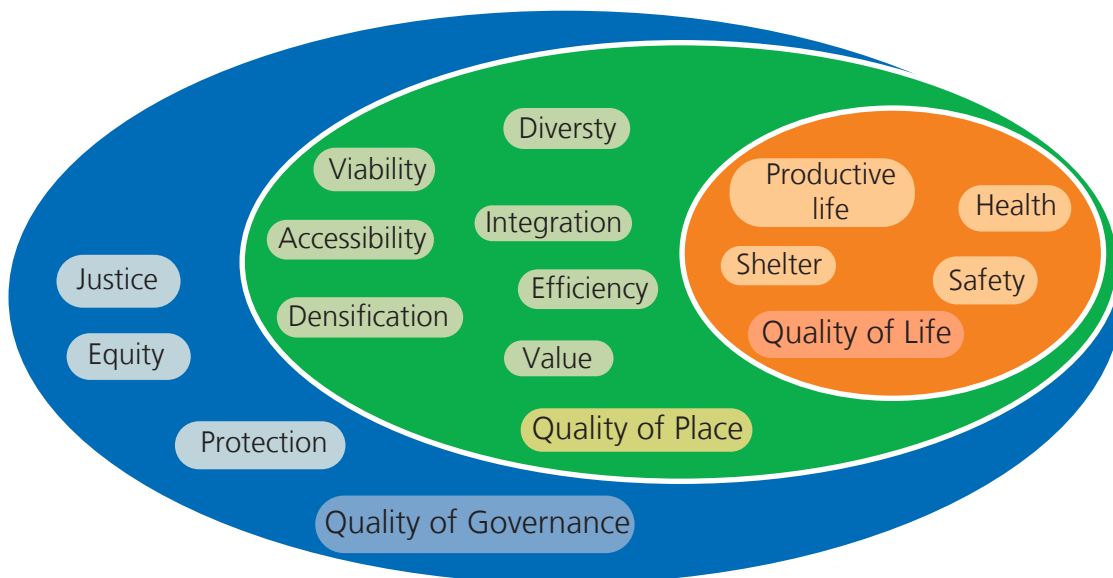 Diversty
Viability
Productive
life
Health
Integration
Accessibility
Shelter
Justice
Safety
Efficiency
Densification
Quality of Life
Equity
Value
Quality of Place
Protection
Quality of Governance